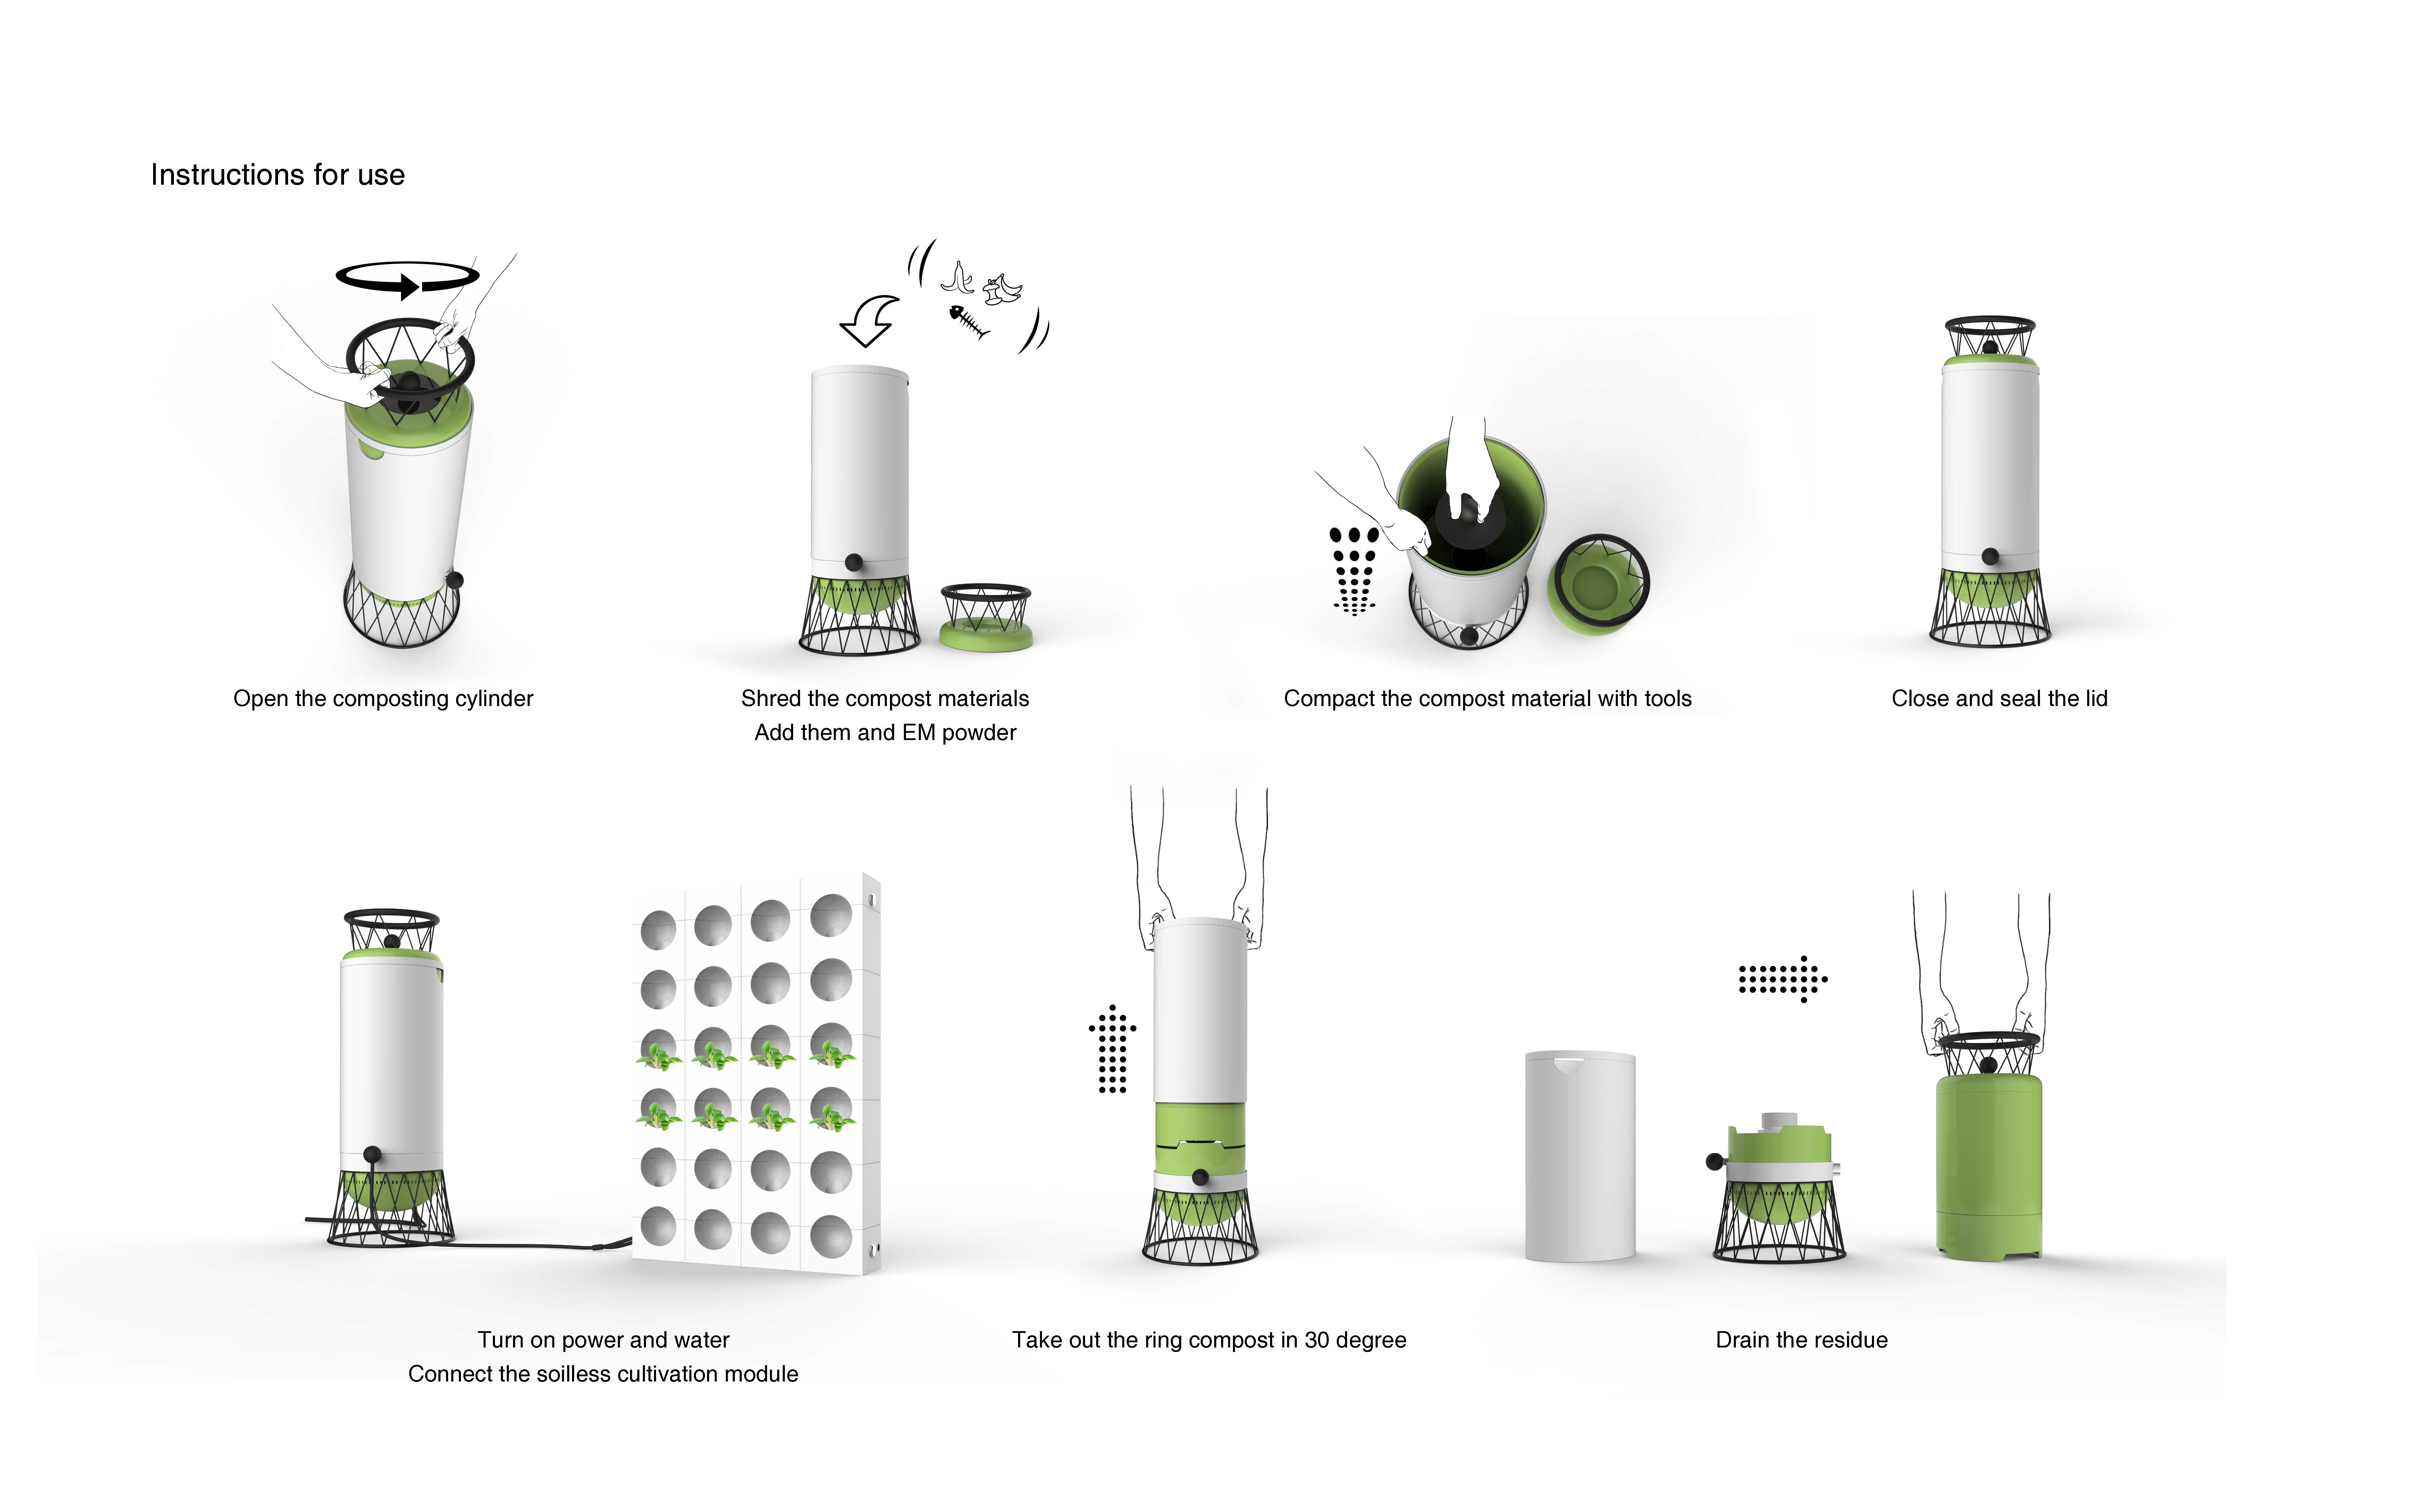 Instructions for use
Open the composting cylinder
Shred the compost materials
Add them and EM powder
Compact the compost material with tools
Close and seal the lid
Turn on power and water
Connect the soilless cultivation module
Take out the ring compost in 30 degree
Drain the residue